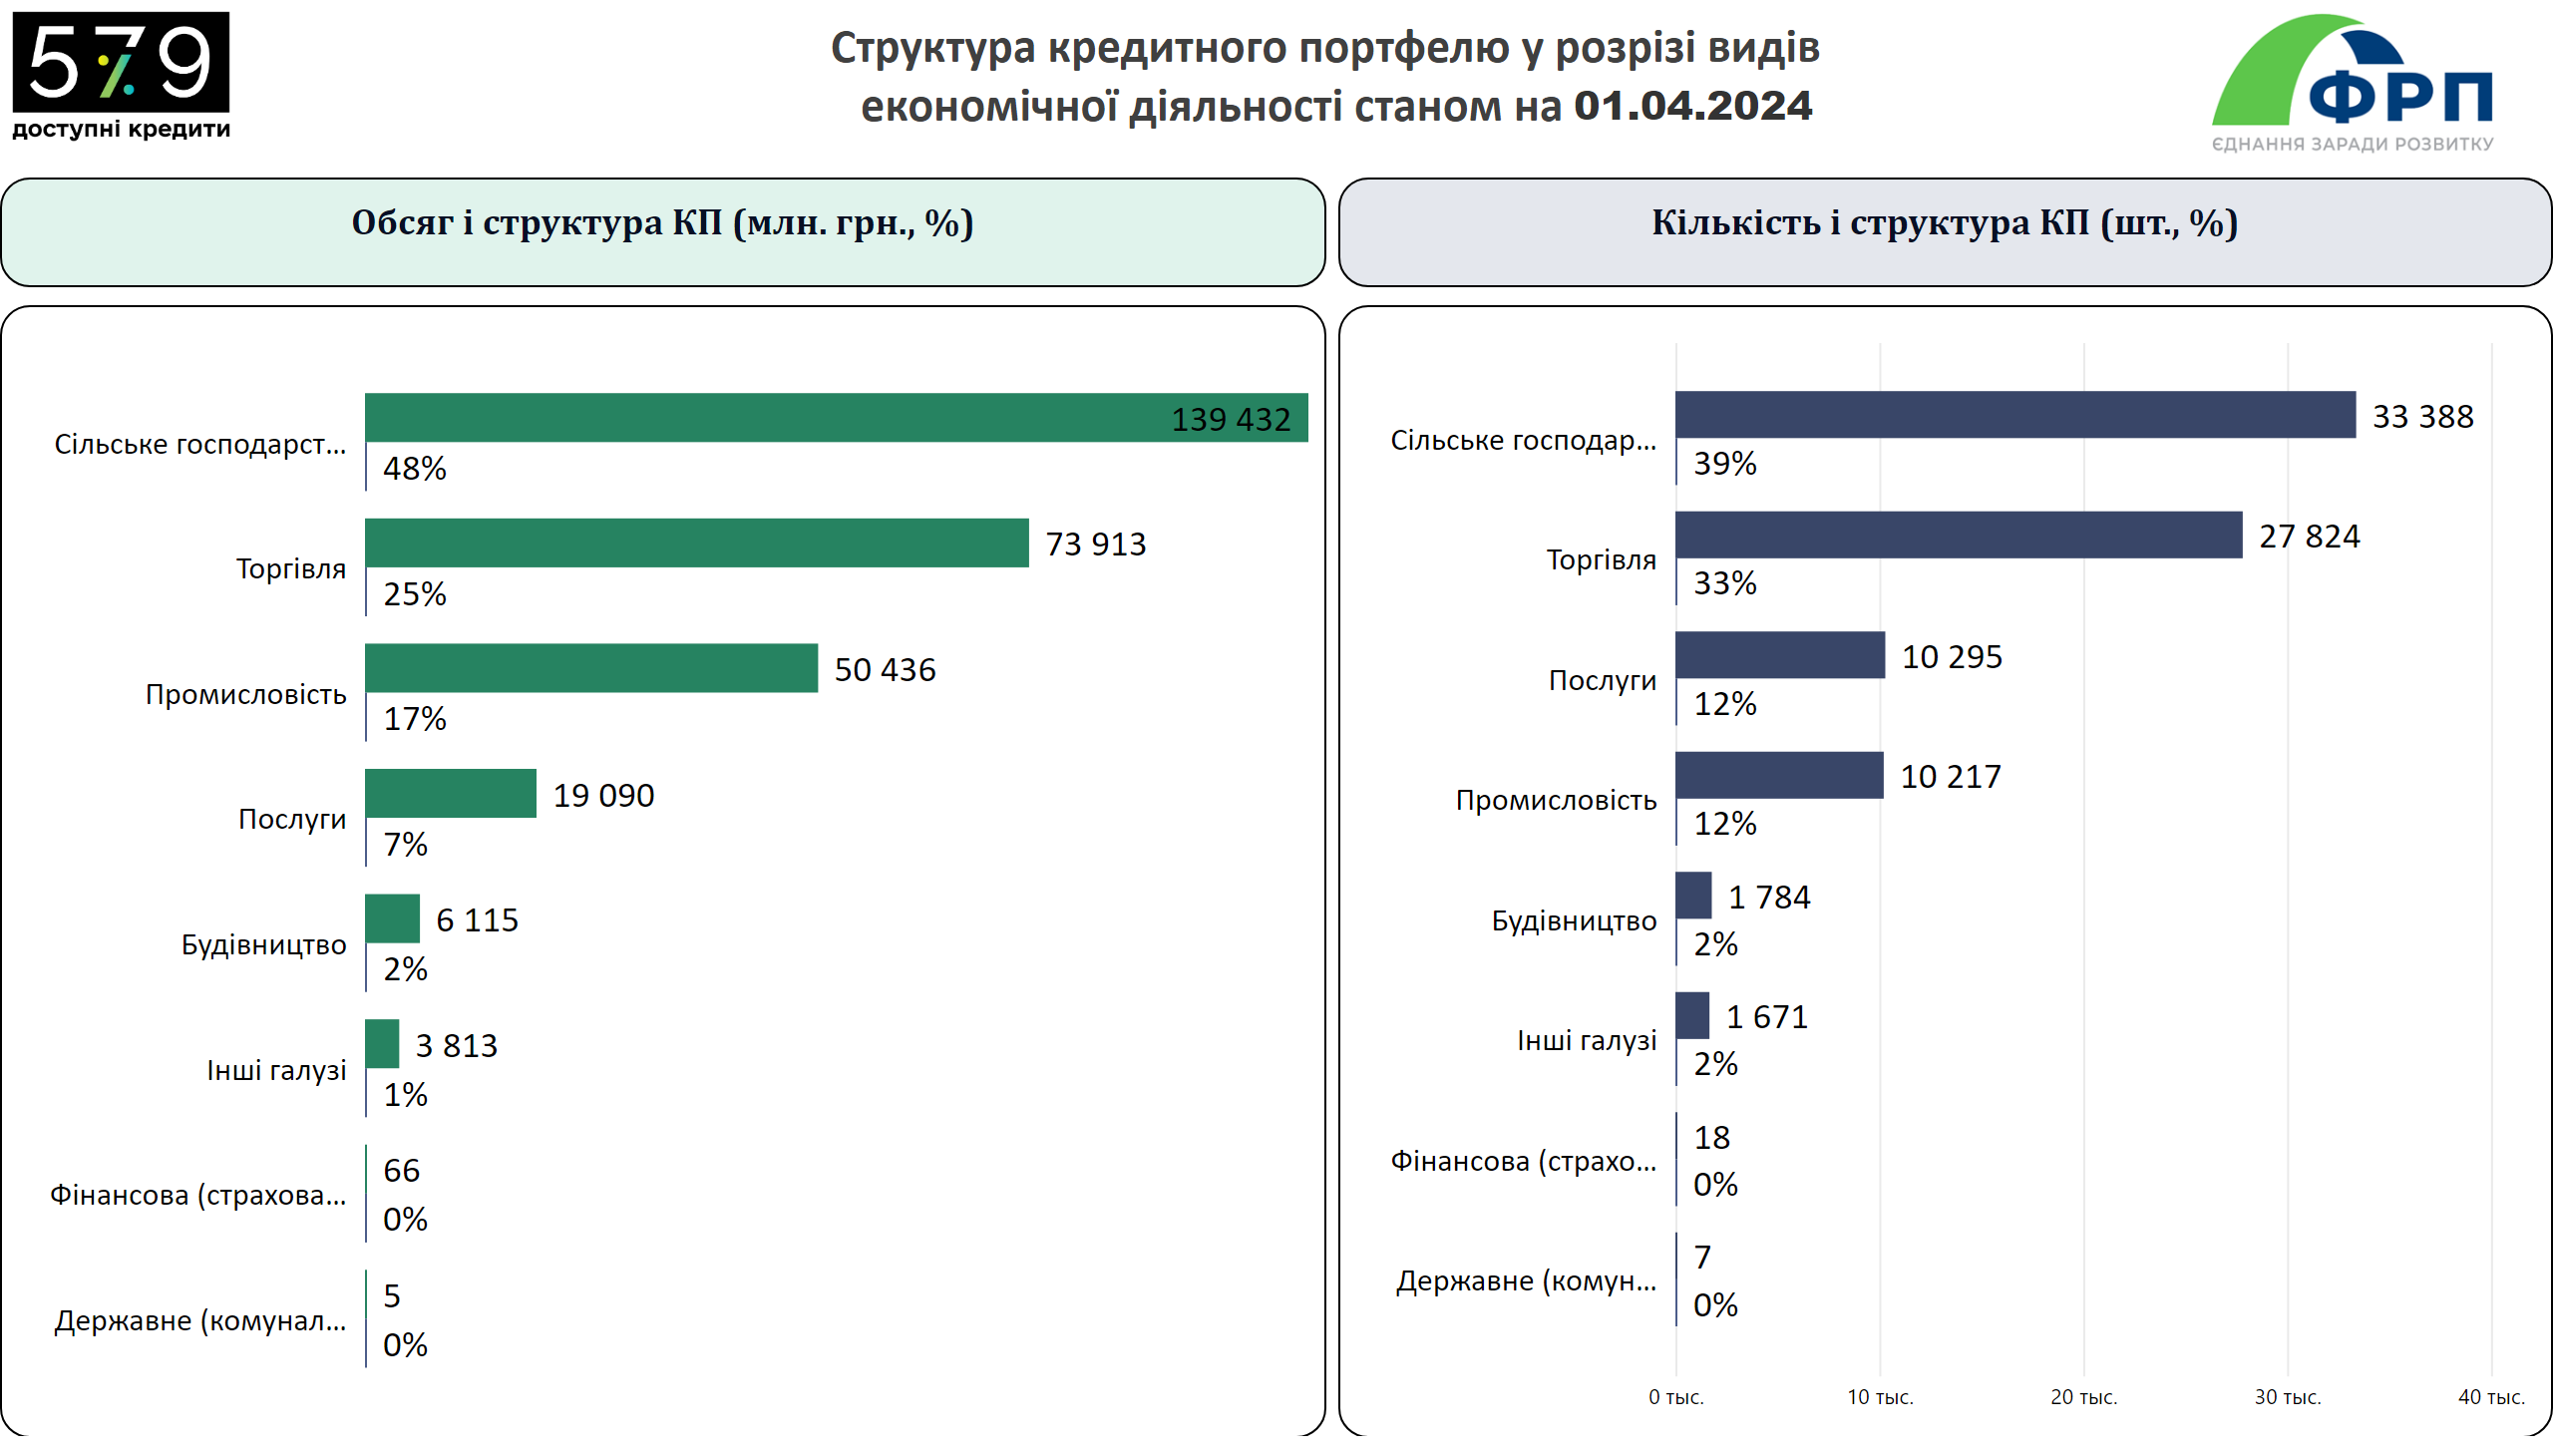 5 7 9
доступні кредити
Структура кредитного портфелю у розрізі видів
економічної діяльності станом на 01.04.2024
ФРП
ЄДНАННЯ ЗАРАДИ РОЗВИТКУ
Обсяг і структура КП (млн. грн., %)
Сільське господарст...
139 432
48%
Торгівля
73 913
25%
Промисловість
50 436
17%
Послуги
19 090
7%
Будівництво
6 115
2%
Інші галузі
3 813
1%
Фінансова (страхова...
66
0%
Державне (комунал...
5
0%
Кількість і структура КП (шт., %)
Сільське господар...
33 388
39%
Торгівля
27 824
33%
Послуги
10 295
12%
Промисловість
10 217
12%
Будівництво
1 784
2%
Інші галузі
1 671
2%
Фінансова (страхо...
18
0%
Державне (комун...
7
0%
0 тыс. 10 тыс. 20 тыс. 30 тыс. 40 тыс.